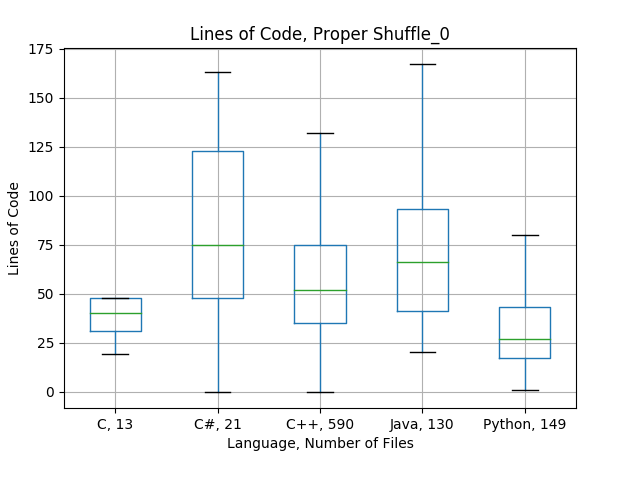 Lines of Code, Proper Shuffle_0
175
150
125
100
75
50
25
0
Lines of Code
C, 13 C#, 21 C++, 590 Java, 130 Python, 149
Language, Number of Files